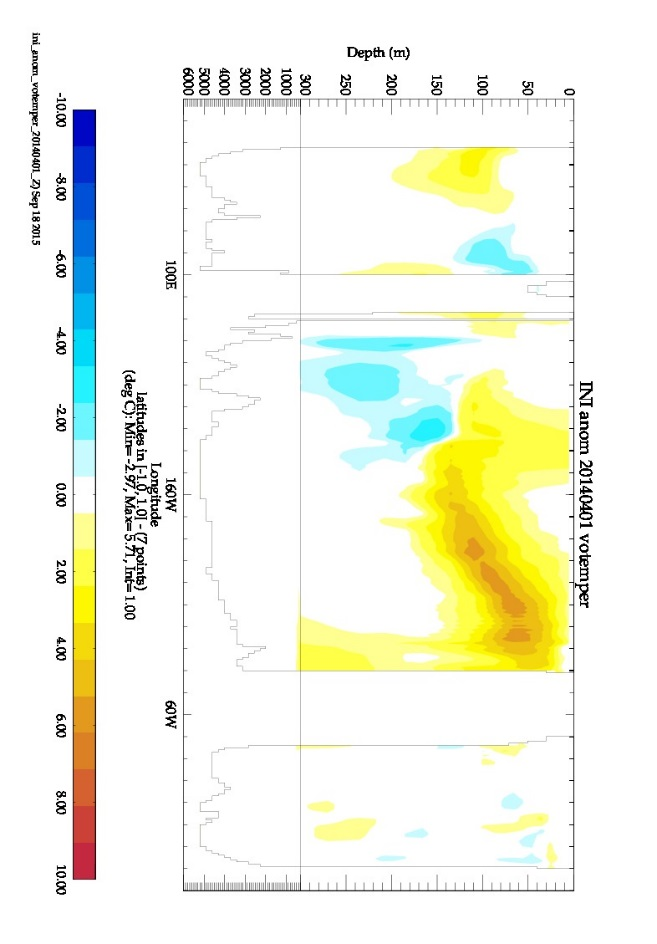 INI anom 20140401 votemper
Depth (m)
0
50
100
150
200
250
300
1000
2000
3000
4000
5000
6000
100E
160W
60W
Longitude
latitudes in [-1.0, 1.0] - (7 points)
(deg C): Min= -2.97, Max= 5.71, Int= 1.00
-10.00 -8.00 -6.00 -4.00 -2.00 0.00 2.00 4.00 6.00 8.00 10.00
ini_anom_votemper_20140401_Z) Sep 18 2015